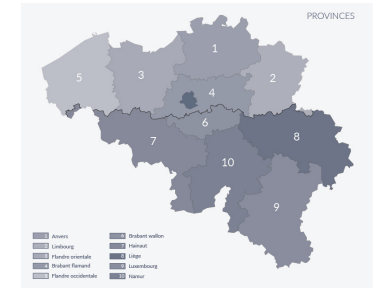 PROVINCES
1
2
3
4
5
6
7
8
9
10
1 Anvers
2 Limbourg
3 Flandre orientale
4 Brabant flamand
5 Flandre occidentale
6 Brabant wallon
7 Hainaut
8 Liège
9 Luxembourg
10 Namur